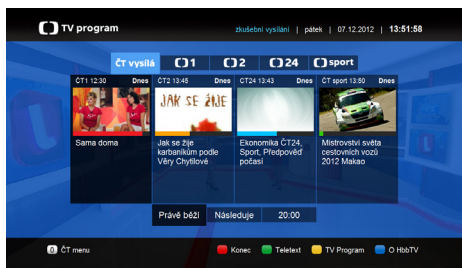 TV program
zkušební vysílání | pátek | 07.12.2012 | 13:51:58
ČT vysílá 1 2 24 sport
ČT1 12:30 Dnes
Sama doma
ČT2 13:45 Dnes
JAK SE ŽIJE
Jak se žije
karbaníkům podle
Věry Chytilové
ČT24 13:43 Dnes
Ekonomika ČT24,
Sport, Předpověď
počasí
ČT sport 13:50 Dnes
Mistrovství světa
cestovních vozů
2012 Makao
Právě běží Následuje 20:00
0 ČT menu Konec Teletext TV Program O HbbTV